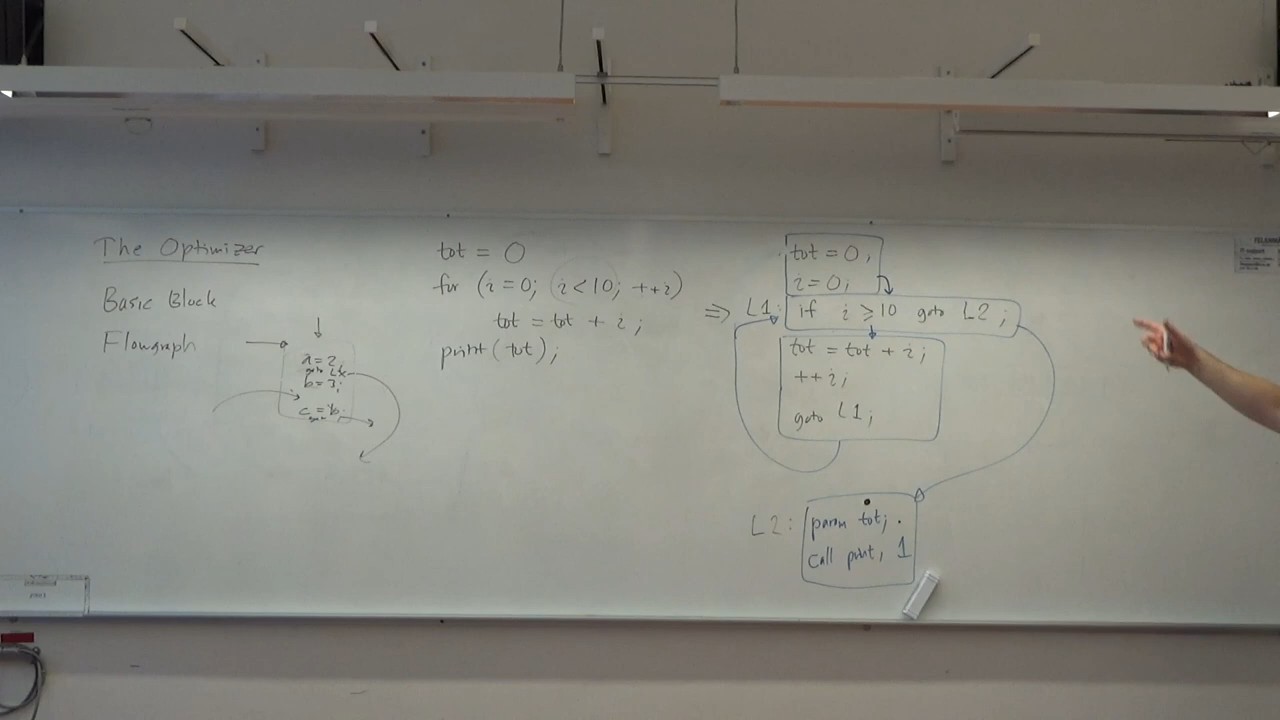 The Optimizer
Basic Block
Flowgraph
a = 2;
b = 3;
tot = 0
for (i = 0; i < 10; ++i)
tot = tot + i;
print(tot);
⇒
tot = 0;
i = 0;
L1: if i ≥ 10 goto L2;
tot = tot + i;
++i;
goto L1;
L2: param tot;
call print, 1